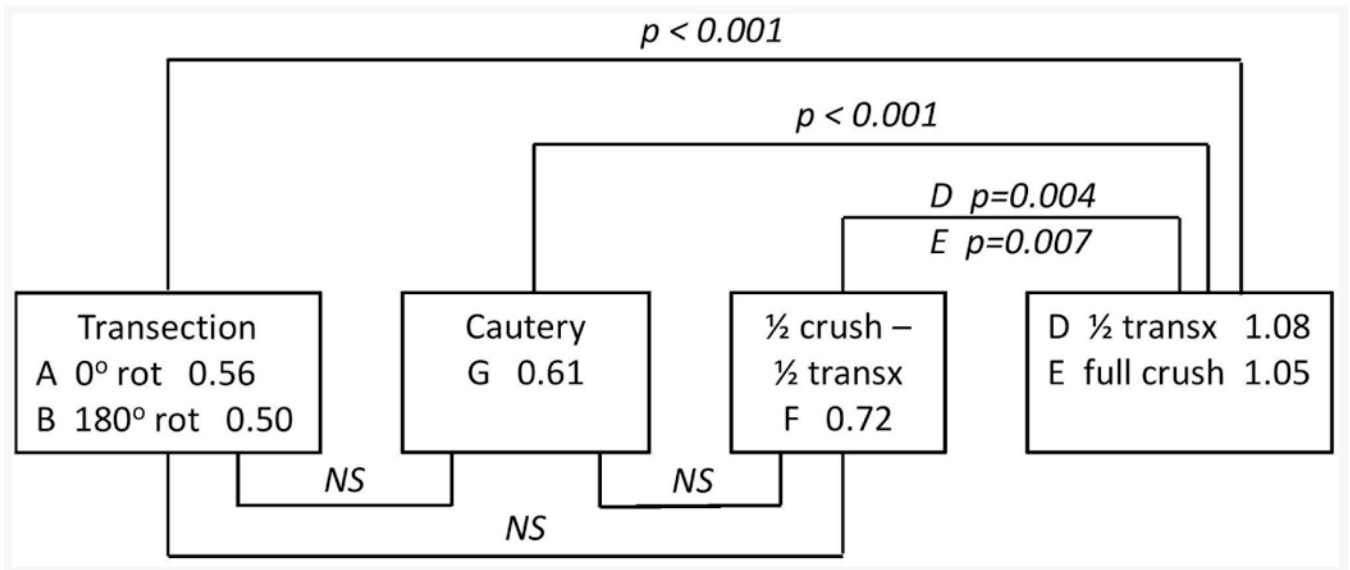 p < 0.001
p < 0.001
D p=0.004
E p=0.007
Transection
A 0º rot 0.56
B 180º rot 0.50
Cautery
G 0.61
½ crush –
½ transx
F 0.72
D ½ transx 1.08
E full crush 1.05
NS
NS
NS